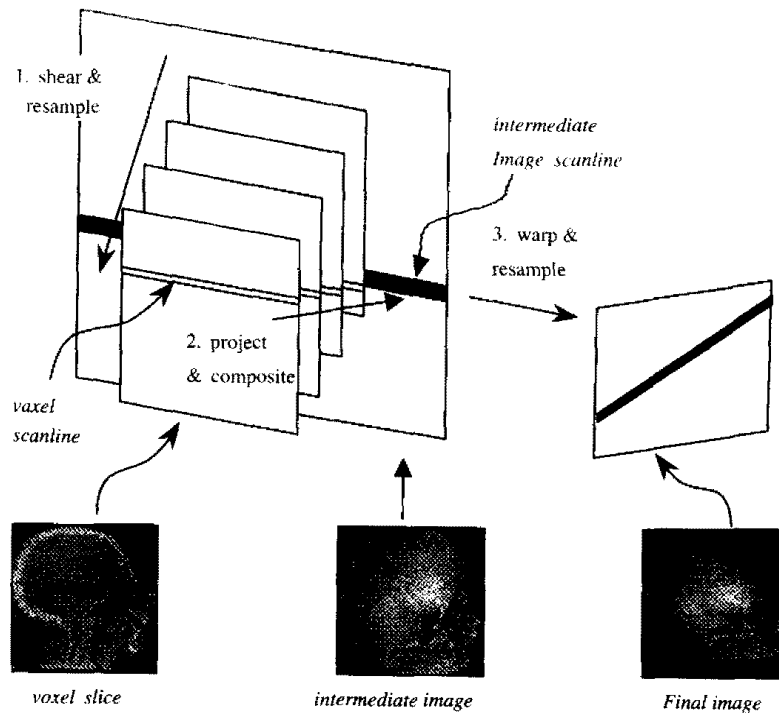 1. shear &
resample
intermediate
Image scanline
3. warp &
resample
2. project
& composite
vaxel
scanline
voxel slice
intermediate image
Final image